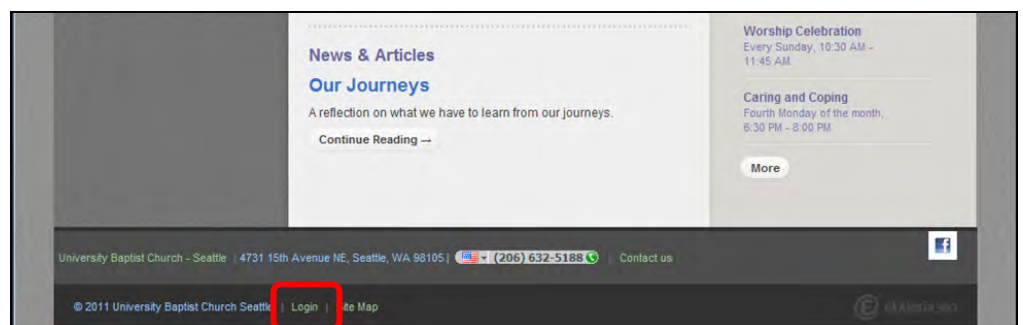 News & Articles
Our Journeys
A reflection on what we have to learn from our journeys.
Continue Reading →
Worship Celebration
Every Sunday, 10:30 AM –
11:45 AM
Caring and Coping
Fourth Monday of the month,
6:30 PM - 8:00 PM
More
University Baptist Church - Seattle | 4731 15th Avenue NE, Seattle, WA 98105 | (206) 632-5188 | Contact us
f
© 2011 University Baptist Church Seattle | Login | Site Map